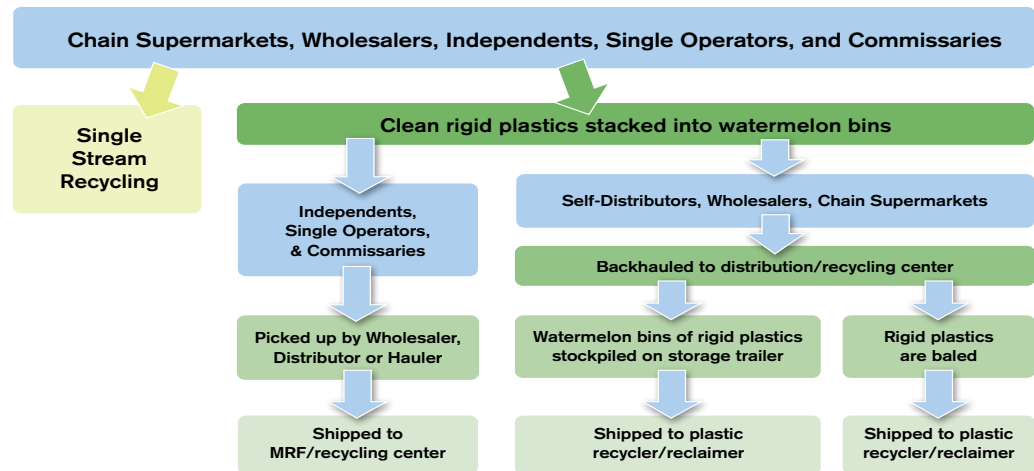 Chain Supermarkets, Wholesalers, Independents, Single Operators, and Commissaries
Single
Stream
Recycling
Clean rigid plastics stacked into watermelon bins
Independents,
Single Operators,
& Commissaries
Self-Distributors, Wholesalers, Chain Supermarkets
Backhauled to distribution/recycling center
Picked up by Wholesaler,
Distributor or Hauler
Watermelon bins of rigid plastics
stockpiled on storage trailer
Rigid plastics
are baled
Shipped to
MRF/recycling center
Shipped to plastic
recycler/reclaimer
Shipped to plastic
recycler/reclaimer